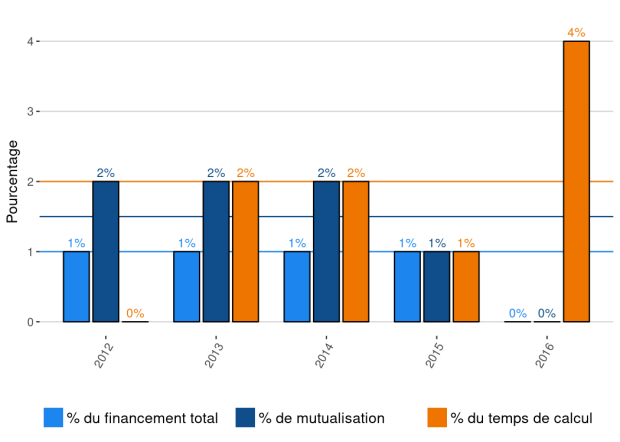 Pourcentage
4
3
2
1
0
1% 2% 0%
1% 2% 2%
1% 2% 2%
1% 1% 1%
0% 0% 4%
2012 2013 2014 2015 2016
% du financement total % de mutualisation % du temps de calcul